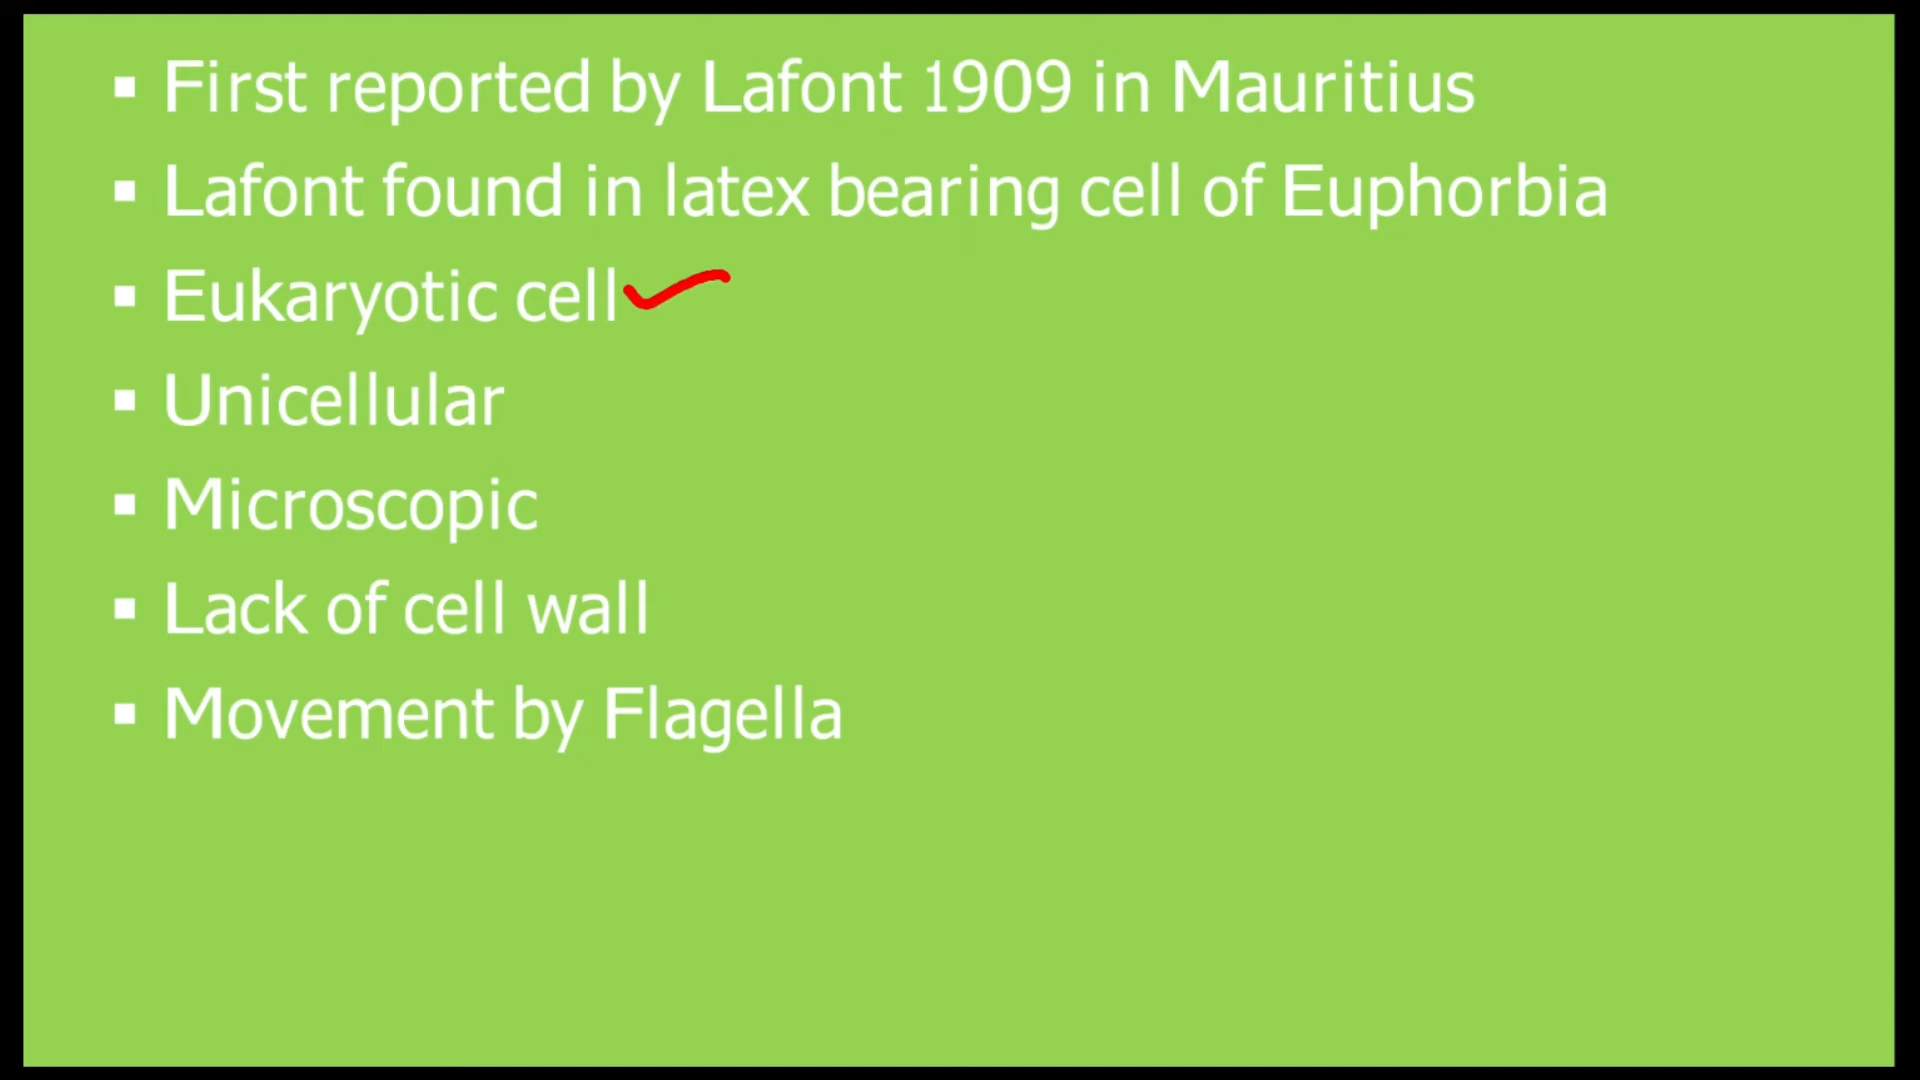 ▪ First reported by Lafont 1909 in Mauritius
▪ Lafont found in latex bearing cell of Euphorbia
▪ Eukaryotic cell
▪ Unicellular
▪ Microscopic
▪ Lack of cell wall
▪ Movement by Flagella